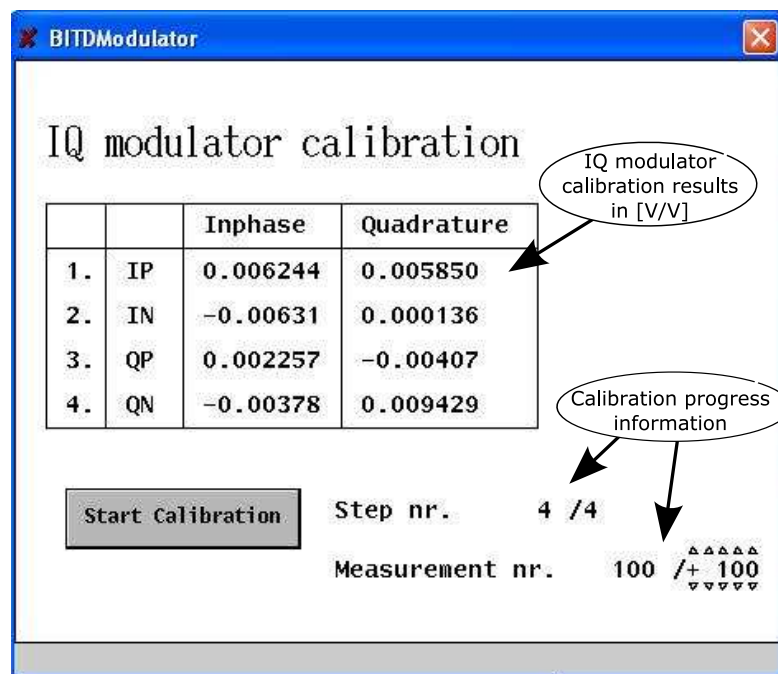 BITDModulator
IQ modulator calibration
IQ modulator
calibration results
in [V/V]
Inphase Quadrature
1. IP 0.006244 0.005850
2. IN -0.00631 0.000136
3. QP 0.002257 -0.00407
4. QN -0.00378 0.009429
Calibration progress
information
Start Calibration
Step nr. 4 /4
Measurement nr. 100 /+ 100